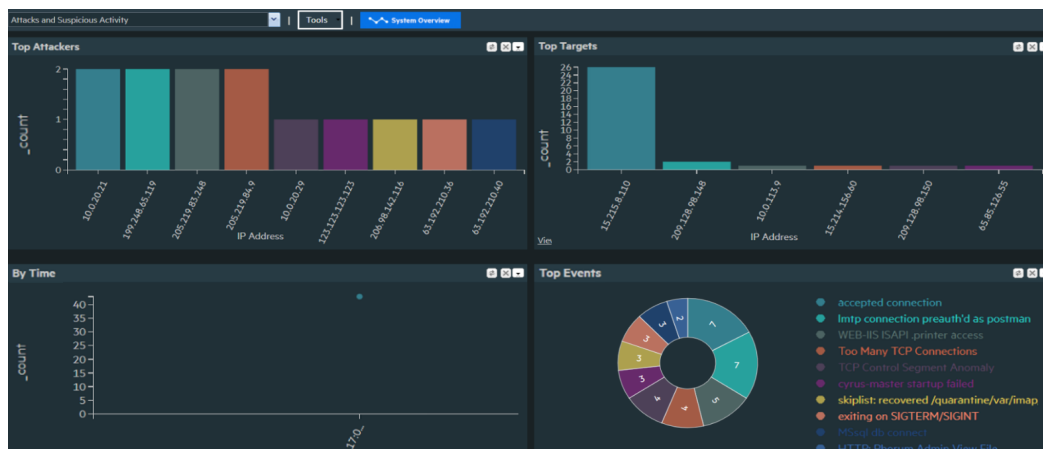 Attacks and Suspicious Activity | Tools | System Overview
Top Attackers
_count
2
1
0
10.0.20.21
199.248.65.119
205.219.83.248
205.219.84.9
10.0.20.29
123.123.123.123
206.98.142.116
63.192.210.36
63.192.210.40
IP Address
Top Targets
_count
26
24
22
20
18
16
14
12
10
8
6
4
2
0
15.215.8.110
209.128.98.148
10.0.113.9
15.214.156.60
209.128.98.150
65.85.126.55
IP Address
By Time
_count
40
35
30
25
20
15
10
5
0
17:0...
Top Events
7
7
5
4
4
3
3
3
3
2
accepted connection
lmtp connection preauth'd as postman
WEB-IIS ISAPI .printer access
Too Many TCP Connections
TCP Control Segment Anomaly
cyrus-master startup failed
skiplist: recovered /quarantine/var/imap
exiting on SIGTERM/SIGINT
MSsql db connect
HTTP: Phorum Admin View File